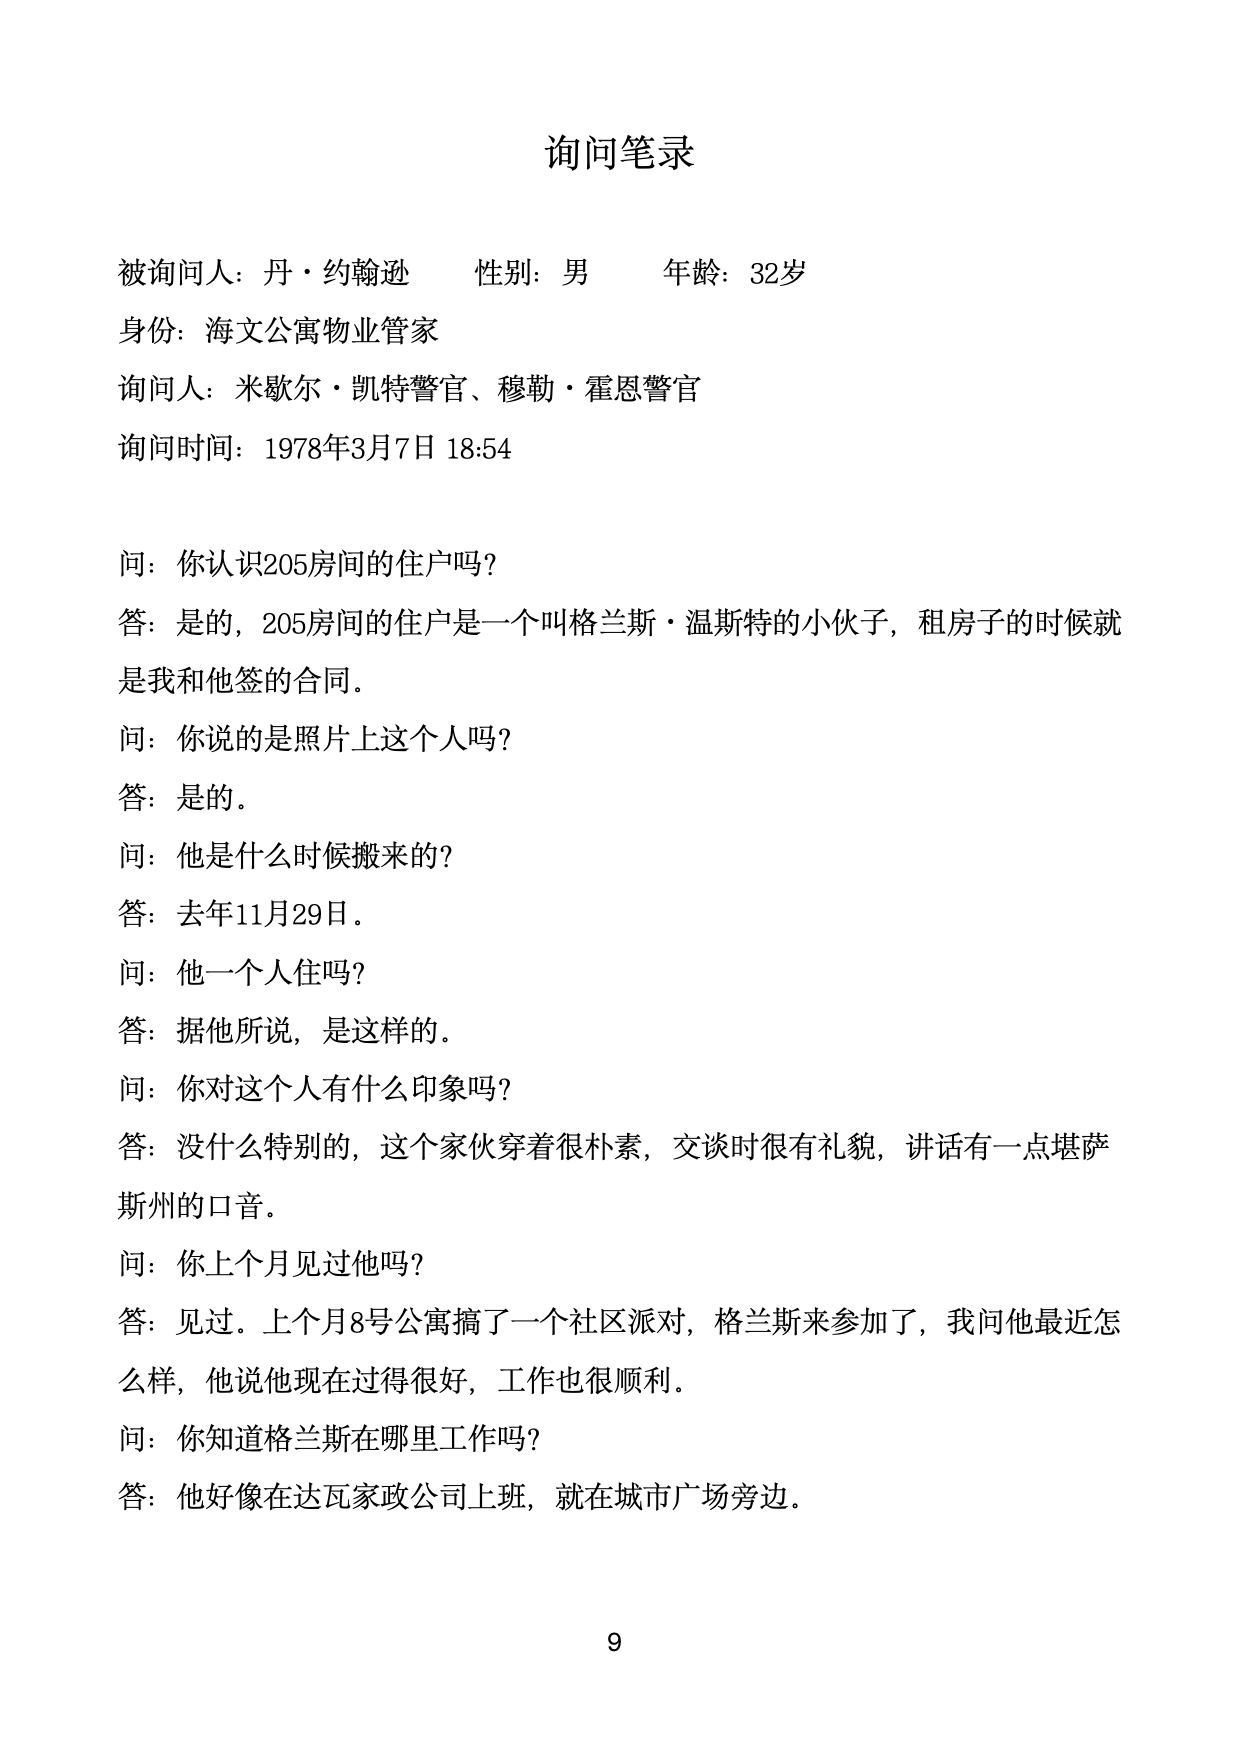 询问笔录
被询问人：丹·约翰逊 性别：男 年龄：32岁
身份：海文公寓物业管家
询问人：米歇尔·凯特警官、穆勒·霍恩警官
询问时间：1978年3月7日 18:54
问：你认识205房间的住户吗？
答：是的，205房间的住户是一个叫格兰斯·温斯特的小伙子，租房子的时候就
是我和他签的合同。
问：你说的是照片上这个人吗？
答：是的。
问：他是什么时候搬来的？
答：去年11月29日。
问：他一个人住吗？
答：据他所说，是这样的。
问：你对这个人有什么印象吗？
答：没什么特别的，这个家伙穿着很朴素，交谈时很有礼貌，讲话有一点堪萨
斯州的口音。
问：你上个月见过他吗？
答：见过。上个月8号公寓搞了一个社区派对，格兰斯来参加了，我问他最近怎
么样，他说他现在过得很好，工作也很顺利。
问：你知道格兰斯在哪里工作吗？
答：他好像在达瓦家政公司上班，就在城市广场旁边。
9